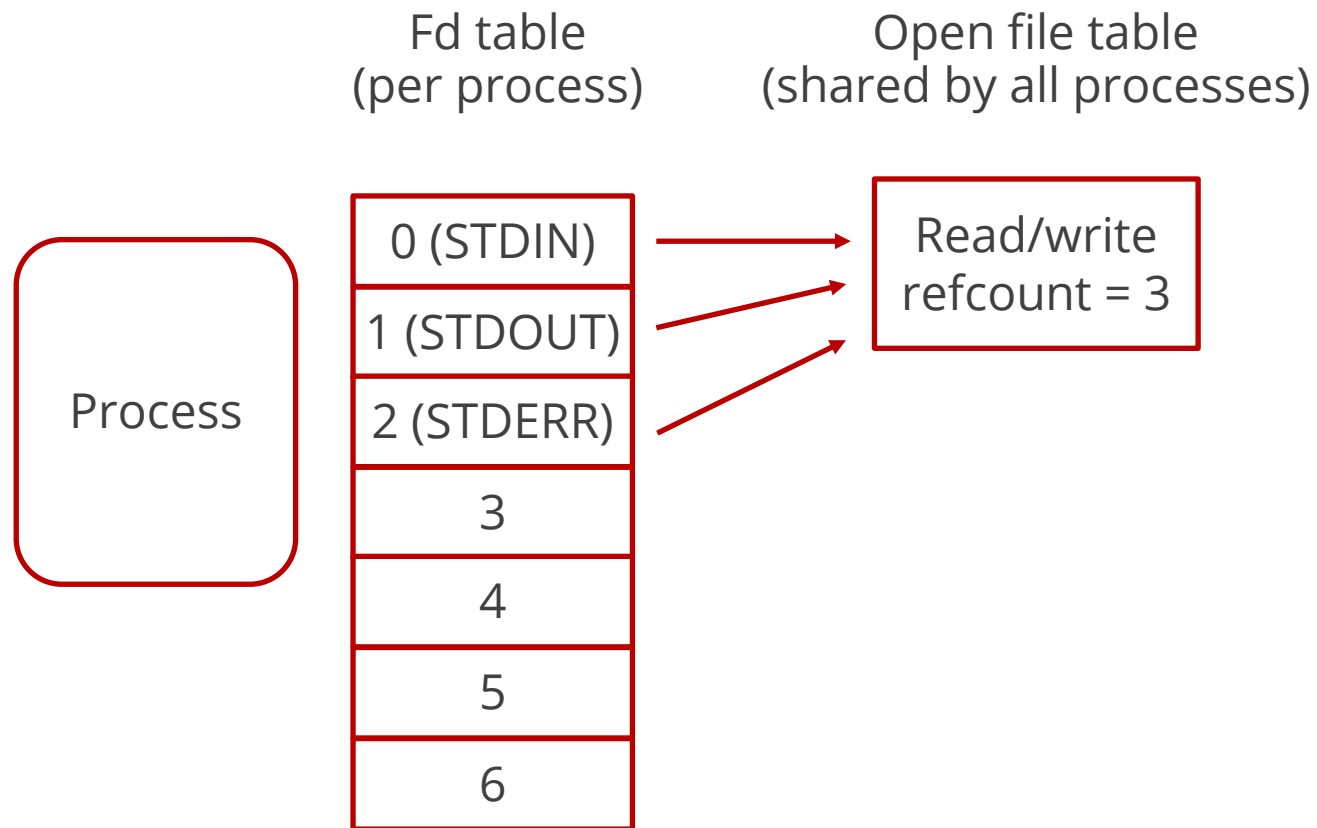 Fd table
(per process)
Open file table
(shared by all processes)
Process
0 (STDIN)
1 (STDOUT)
2 (STDERR)
3
4
5
6
Read/write
refcount = 3